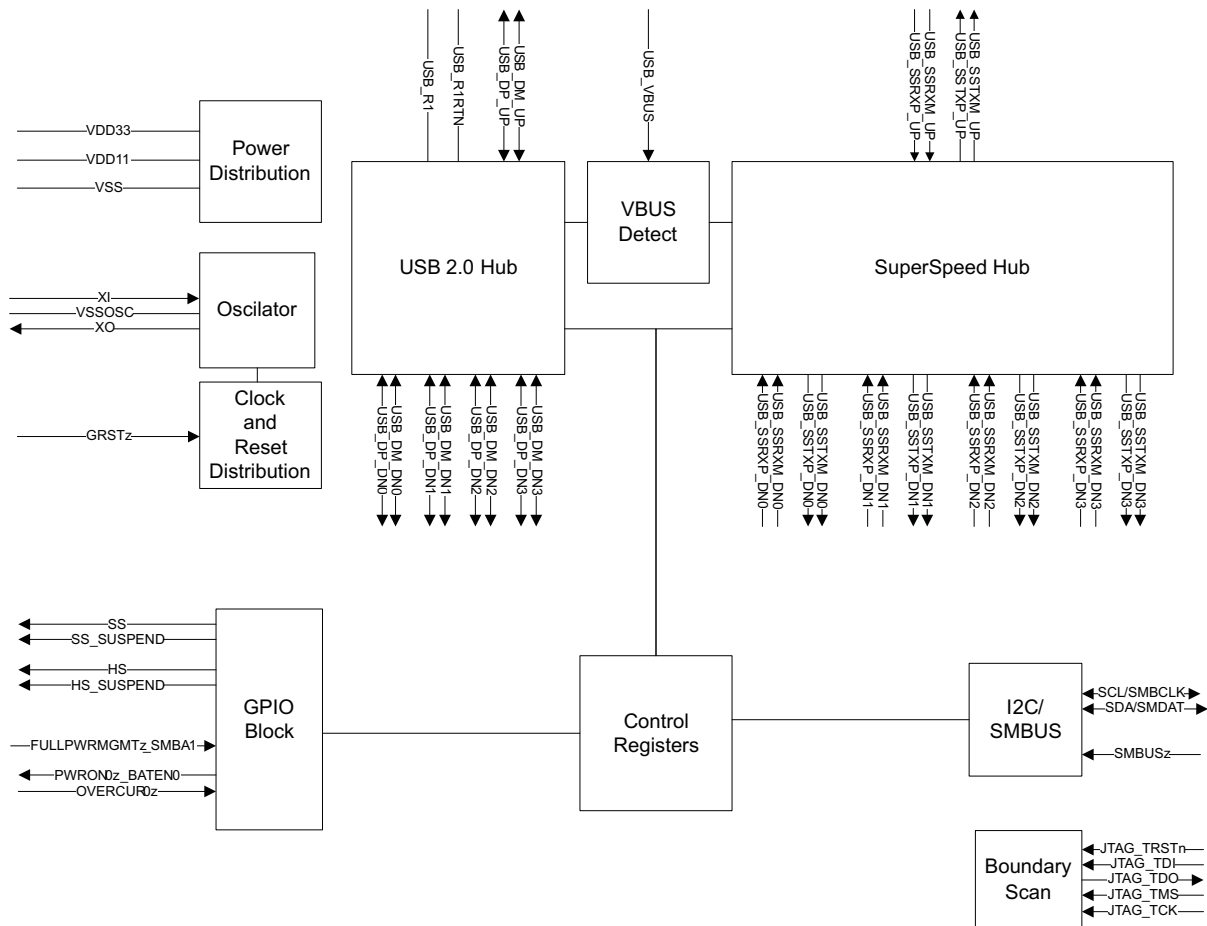 USB_R1
USB_R1RTN
USB_DP_UP
USB_DM_UP
USB_VBUS
USB_SSRXP_UP
USB_SSRXM_UP
USB_SSTXP_UP
USB_SSTXM_UP
VDD33
VDD11
VSS
Power
Distribution
USB 2.0 Hub
VBUS
Detect
SuperSpeed Hub
XI
VSSOSC
XO
Oscilator
GRSTz
Clock
and
Reset
Distribution
USB_DP_DN0
USB_DM_DN0
USB_DP_DN1
USB_DM_DN1
USB_DP_DN2
USB_DM_DN2
USB_DP_DN3
USB_DM_DN3
USB_SSRXP_DN0
USB_SSRXM_DN0
USB_SSTXP_DN0
USB_SSTXM_DN0
USB_SSRXP_DN1
USB_SSRXM_DN1
USB_SSTXP_DN1
USB_SSTXM_DN1
USB_SSRXP_DN2
USB_SSRXM_DN2
USB_SSTXP_DN2
USB_SSTXM_DN2
USB_SSRXP_DN3
USB_SSRXM_DN3
USB_SSTXP_DN3
USB_SSTXM_DN3
SS
SS_SUSPEND
HS
HS_SUSPEND
FULLPWRMGMTz_SMBA1
PWRON0z_BATEN0
OVERCUR0z
GPIO
Block
Control
Registers
I2C/
SMBUS
SCL/SMBCLK
SDA/SMDAT
SMBUSz
Boundary
Scan
JTAG_TRSTn
JTAG_TDI
JTAG_TDO
JTAG_TMS
JTAG_TCK